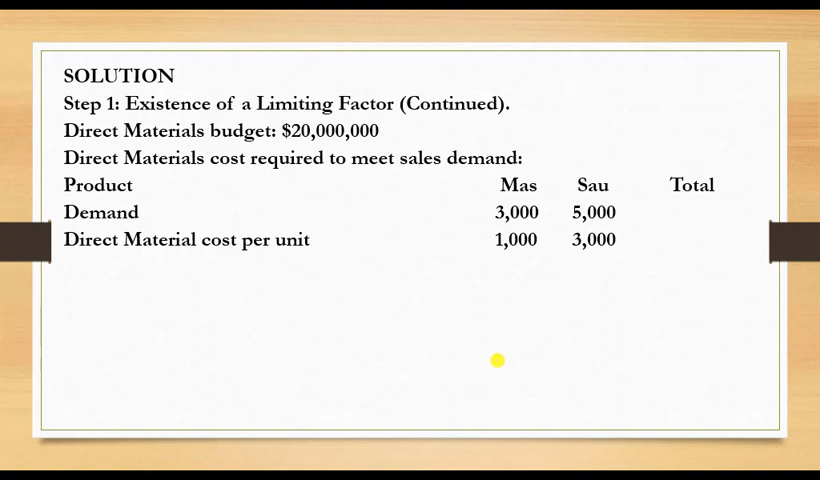 SOLUTION
Step 1: Existence of a Limiting Factor (Continued).
Direct Materials budget: $20,000,000
Direct Materials cost required to meet sales demand:
Product Mas Sau Total
Demand 3,000 5,000
Direct Material cost per unit 1,000 3,000